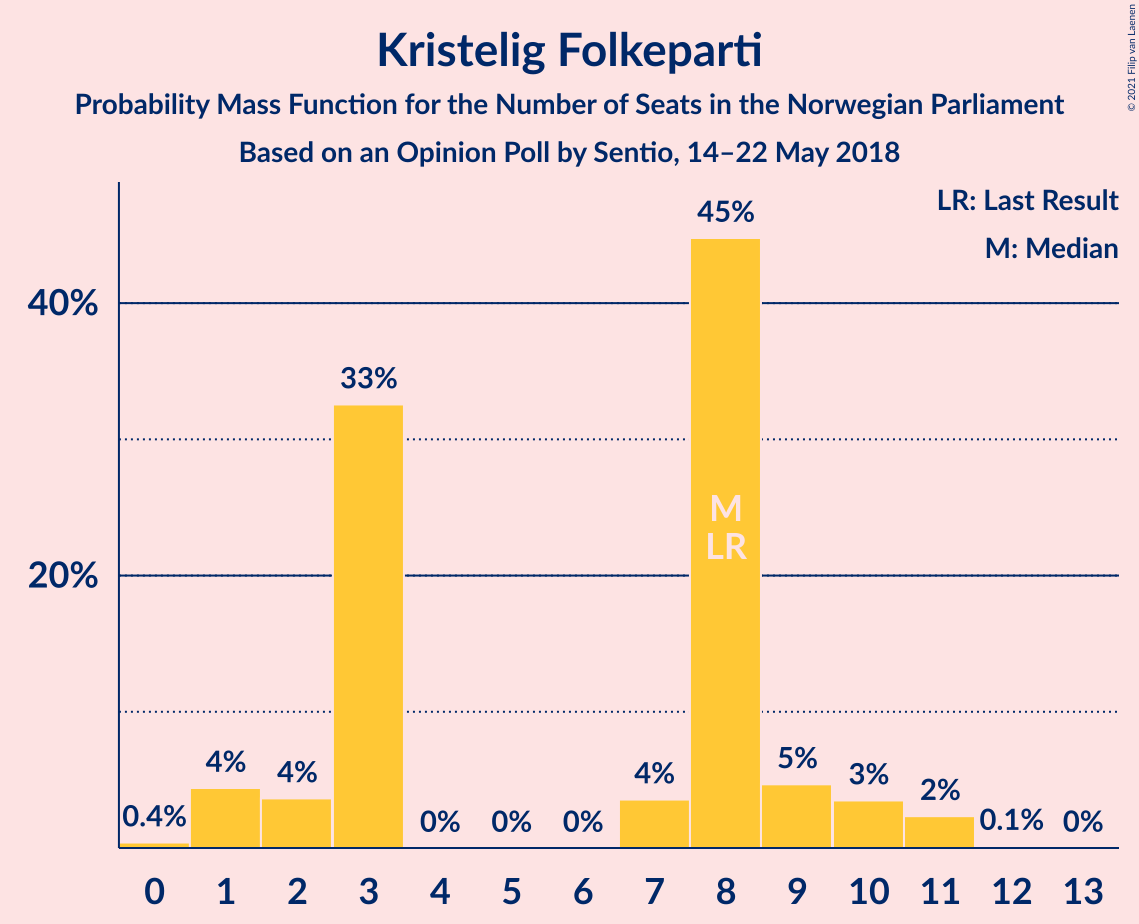 Kristelig Folkeparti
Probability Mass Function for the Number of Seats in the Norwegian Parliament
Based on an Opinion Poll by Sentio, 14–22 May 2018
© 2021 Filip van Laenen
LR: Last Result
M: Median
45%
40%
33%
M
LR
20%
0.4%
4%
4%
0%
0%
0%
4%
5%
3%
2%
0.1%
0%
0 1 2 3 4 5 6 7 8 9 10 11 12 13